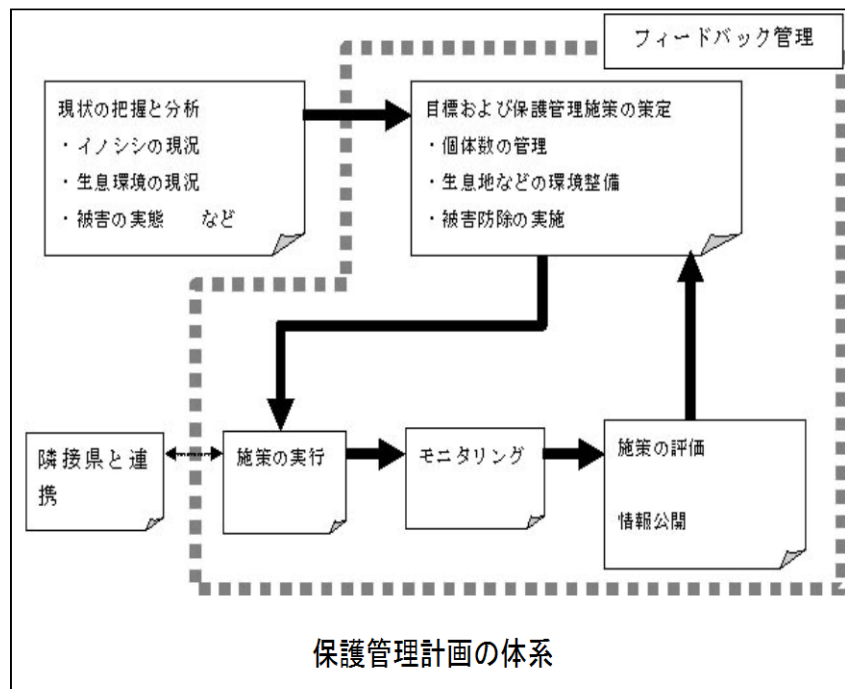 フィードバック管理
現状の把握と分析
・イノシシの現況
・生息環境の現況
・被害の実態　など
目標および保護管理施策の策定
・個体数の管理
・生息地などの環境整備
・被害防除の実施
隣接県と連
携
施策の実行
モニタリング
施策の評価
情報公開
保護管理計画の体系